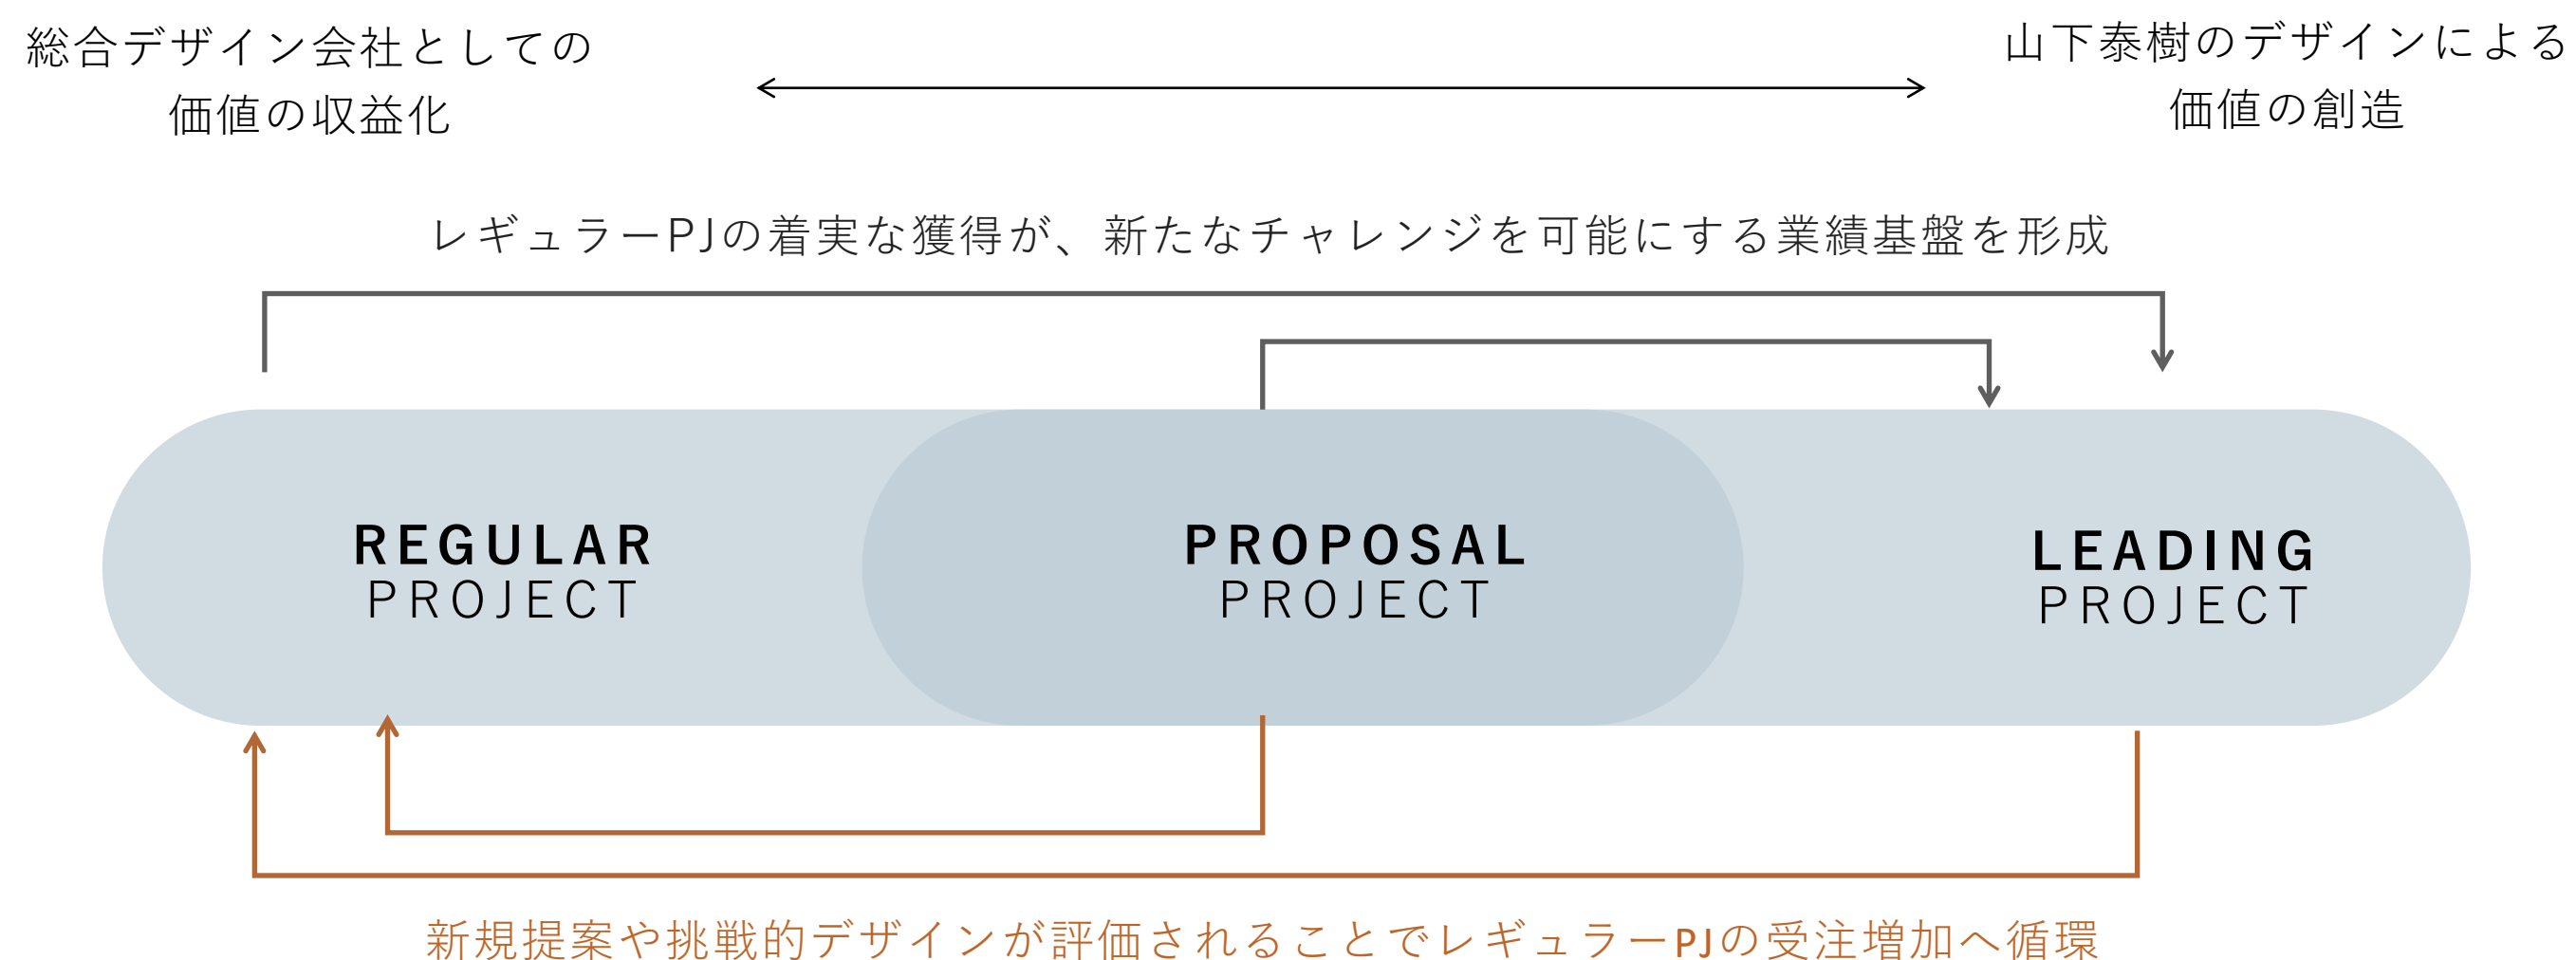 総合デザイン会社としての
価値の収益化
山下泰樹のデザインによる
価値の創造
レギュラーPJの着実な獲得が、新たなチャレンジを可能にする業績基盤を形成
REGULAR
PROJECT
PROPOSAL
PROJECT
LEADING
PROJECT
新規提案や挑戦的デザインが評価されることでレギュラーPJの受注増加へ循環